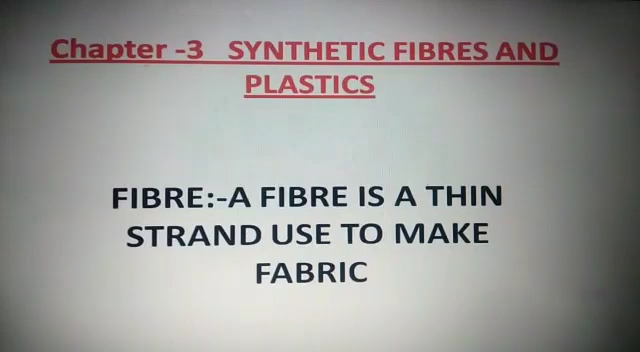 Chapter -3 SYNTHETIC FIBRES AND
PLASTICS
FIBRE:-A FIBRE IS A THIN
STRAND USE TO MAKE
FABRIC